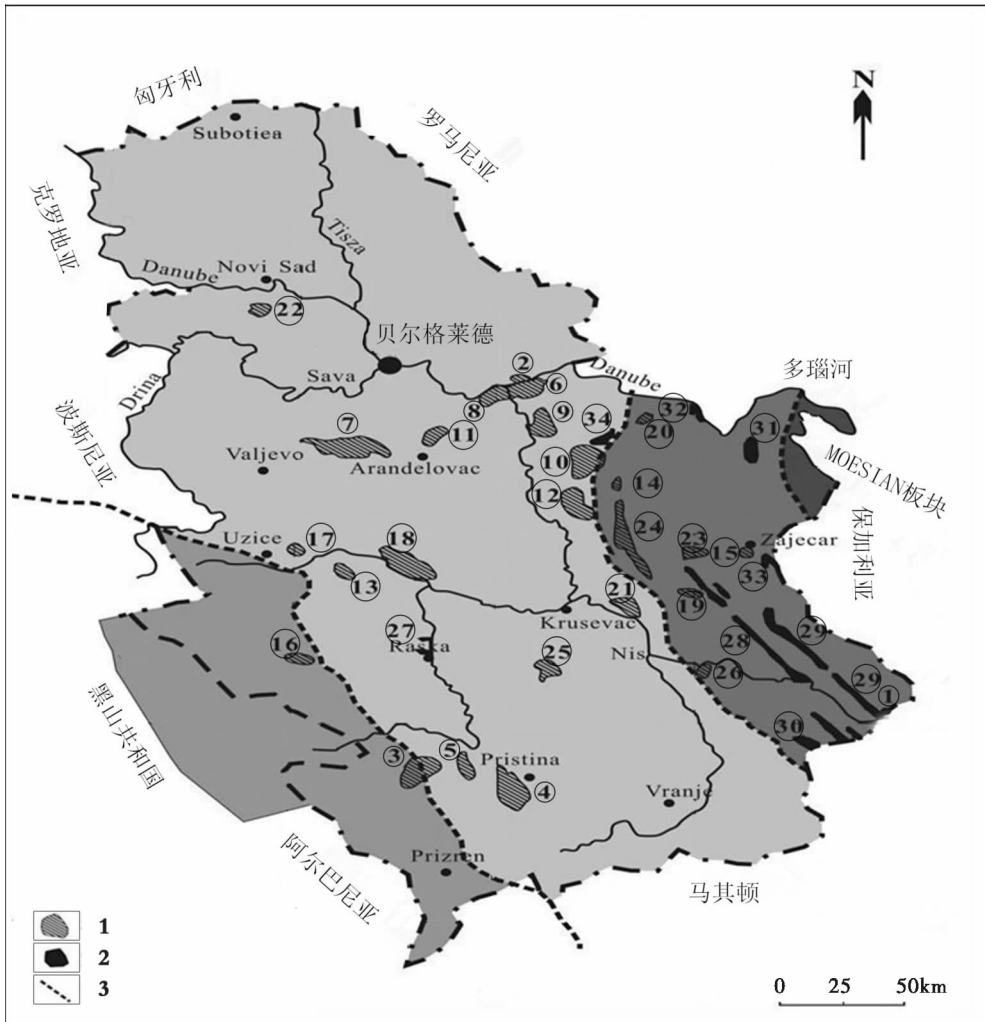 匈牙利
N
Subotiea
罗马尼亚
克罗地亚
Tisza
Danube
Novi Sad
22
贝尔格莱德
多瑙河
Drina
Sava
2
Danube
6
8
9
34
32
20
31
7
11
波斯尼亚
Valjevo
Arandelovac
10
MOESIAN板块
14
12
保加利亚
Uzice
17
18
24
23
15
Zajecar
33
13
21
19
Krusevac
27
Raska
28
29
16
25
Nis
26
29
1
黑山共和国
30
3
5
Pristina
4
Vranje
阿尔巴尼亚
Prizren
马其顿
1
2
3
0 25 50km